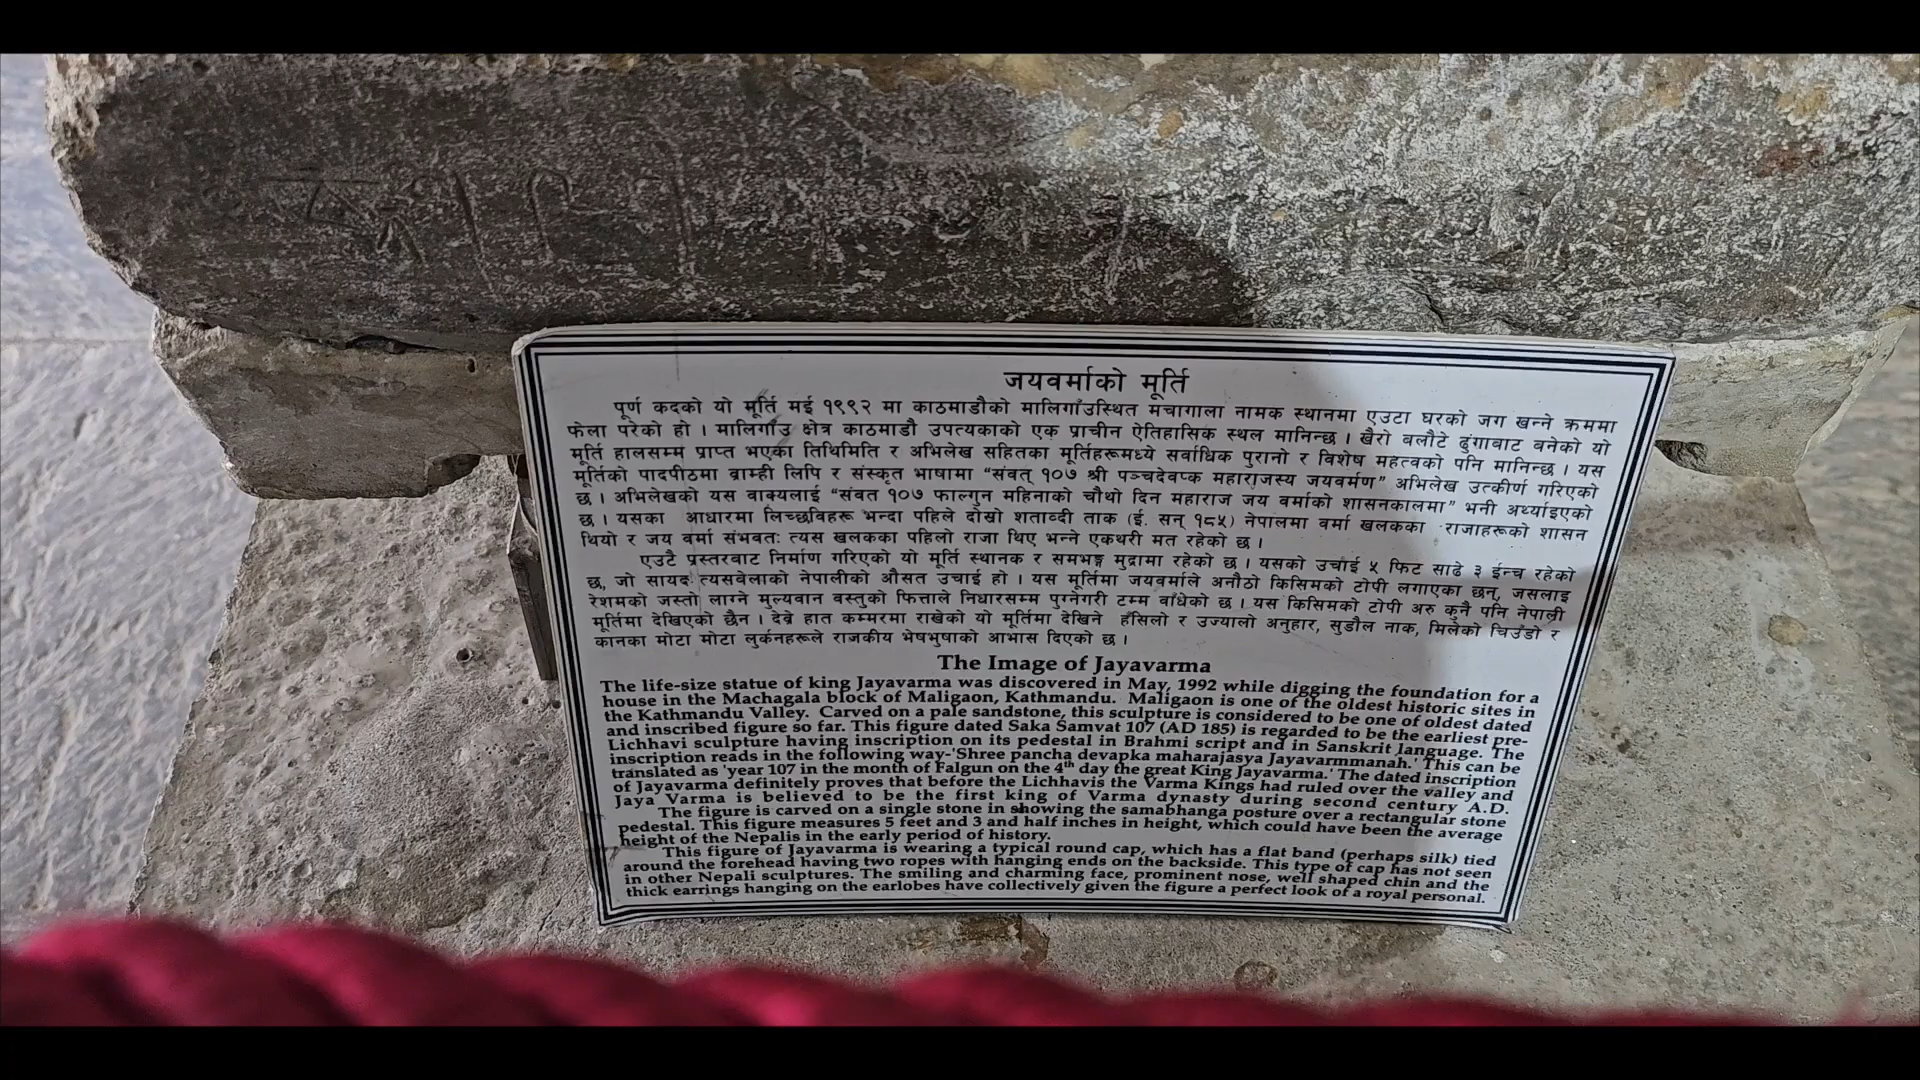 जयवर्माको मूर्ति
पूर्ण कदको यो मूर्ति मई १९९२ मा काठमाडौको मालिगाँउस्थित मचागाला नामक स्थानमा एउटा घरको जग खन्ने क्रममा
फेला परेको हो । मालिगाँउ क्षेत्र काठमाडौ उपत्यकाको एक प्राचीन ऐतिहासिक स्थल मानिन्छ । खैरो बलौटे ढुंगाबाट बनेको यो
मूर्ति हालसम्म प्राप्त भएका तिथिमिति र अभिलेख सहितका मूर्तिहरूमध्ये सर्वाधिक पुरानो र विशेष महत्वको पनि मानिन्छ । यस
मूर्तिको पादपीठमा ब्राम्ही लिपि र संस्कृत भाषामा “संवत् १०७ श्री पञ्चदेवप्क महाराजस्य जयवर्मण” अभिलेख उत्कीर्ण गरिएको
छ । अभिलेखको यस वाक्यलाई “संवत १०७ फाल्गुन महिनाको चौथो दिन महाराज जय वर्माको शासनकालमा” भनी अर्थ्याइएको
छ । यसका आधारमा लिच्छविहरू भन्दा पहिले दोस्रो शताब्दी ताक (ई. सन् १८५) नेपालमा वर्मा खलकका राजाहरूको शासन
थियो र जय वर्मा संभवतः त्यस खलकका पहिलो राजा थिए भन्ने एकथरी मत रहेको छ ।
एउटै प्रस्तरबाट निर्माण गरिएको यो मूर्ति स्थानक र समभङ्ग मुद्रामा रहेको छ । यसको उचाई ५ फिट साढे ३ ईन्च रहेको
छ, जो सायद त्यसबेलाको नेपालीको औसत उचाई हो । यस मूर्तिमा जयवर्माले अनौठो किसिमको टोपी लगाएका छन्, जसलाइ
रेशमको जस्तो लाग्ने मुल्यवान वस्तुको फित्ताले निधारसम्म पुग्नेगरी टम्म बाँधेको छ । यस किसिमको टोपी अरु कुनै पनि नेपाली
मूर्तिमा देखिएको छैन । देब्रे हात कम्मरमा राखेको यो मूर्तिमा देखिने हँसिलो र उज्यालो अनुहार, सुडौल नाक, मिलेको चिउँडो र
कानका मोटा मोटा लुर्कनहरूले राजकीय भेषभुषाको आभास दिएको छ ।
The Image of Jayavarma
The life-size statue of king Jayavarma was discovered in May, 1992 while digging the foundation for a
house in the Machagala block of Maligaon, Kathmandu. Maligaon is one of the oldest historic sites in
the Kathmandu Valley. Carved on a pale sandstone, this sculpture is considered to be one of oldest dated
and inscribed figure so far. This figure dated Saka Samvat 107 (AD 185) is regarded to be the earliest pre-
Lichhavi sculpture having inscription on its pedestal in Brahmi script and in Sanskrit language. The
inscription reads in the following way-'Shree pancha devapka maharajasya Jayavarmmanah.' This can be
translated as 'year 107 in the month of Falgun on the 4th day the great King Jayavarma.' The dated inscription
of Jayavarma definitely proves that before the Lichhavis the Varma Kings had ruled over the valley and
Jaya Varma is believed to be the first king of Varma dynasty during second century A.D.
The figure is carved on a single stone in showing the samabhanga posture over a rectangular stone
pedestal. This figure measures 5 feet and 3 and half inches in height, which could have been the average
height of the Nepalis in the early period of history.
This figure of Jayavarma is wearing a typical round cap, which has a flat band (perhaps silk) tied
around the forehead having two ropes with hanging ends on the backside. This type of cap has not seen
in other Nepali sculptures. The smiling and charming face, prominent nose, well shaped chin and the
thick earrings hanging on the earlobes have collectively given the figure a perfect look of a royal personal.